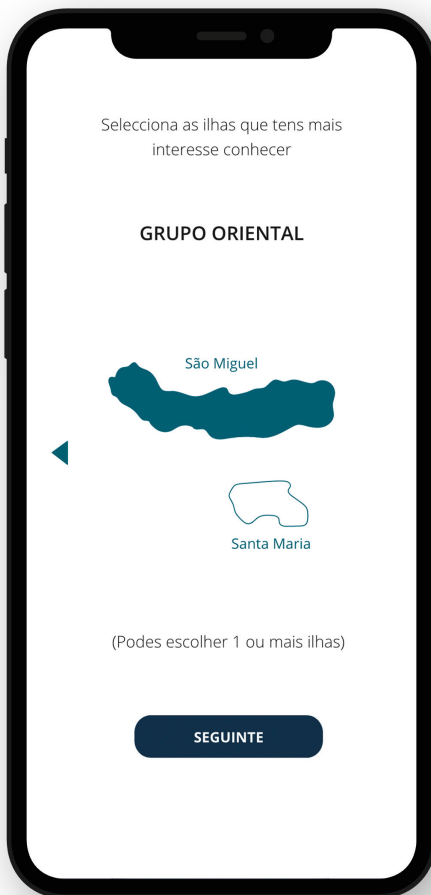 Selecciona as ilhas que tens mais
interesse conhecer
GRUPO ORIENTAL
São Miguel
Santa Maria
(Podes escolher 1 ou mais ilhas)
SEGUINTE